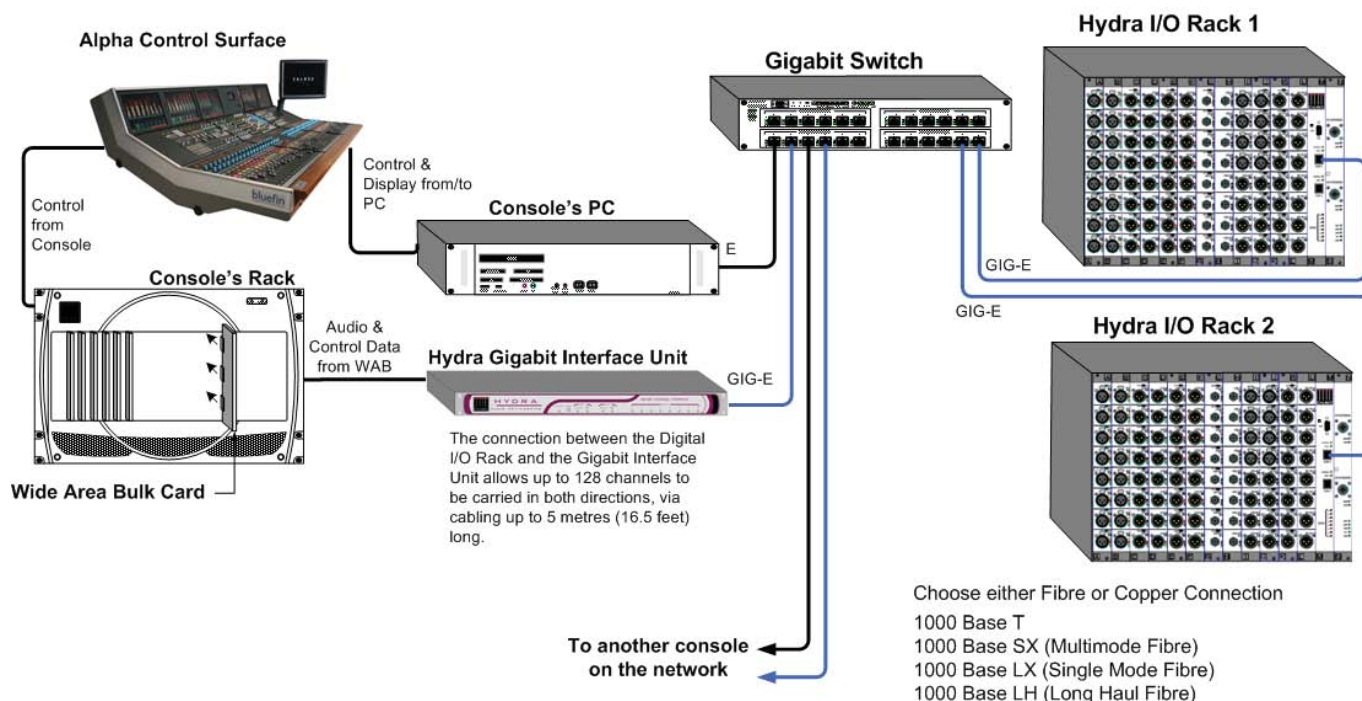 Alpha Control Surface
CALREC
bluefin
Control
from
Console
Control &
Display from/to
PC
Console's PC
E
Gigabit Switch
Hydra I/O Rack 1
GIG-E
GIG-E
Hydra I/O Rack 2
Console's Rack
Audio &
Control Data
from WAB
Hydra Gigabit Interface Unit
HYDRA
GIG-E
The connection between the Digital
I/O Rack and the Gigabit Interface
Unit allows up to 128 channels to
be carried in both directions, via
cabling up to 5 metres (16.5 feet)
long.
Wide Area Bulk Card
To another console
on the network
Choose either Fibre or Copper Connection
1000 Base T
1000 Base SX (Multimode Fibre)
1000 Base LX (Single Mode Fibre)
1000 Base LH (Long Haul Fibre)